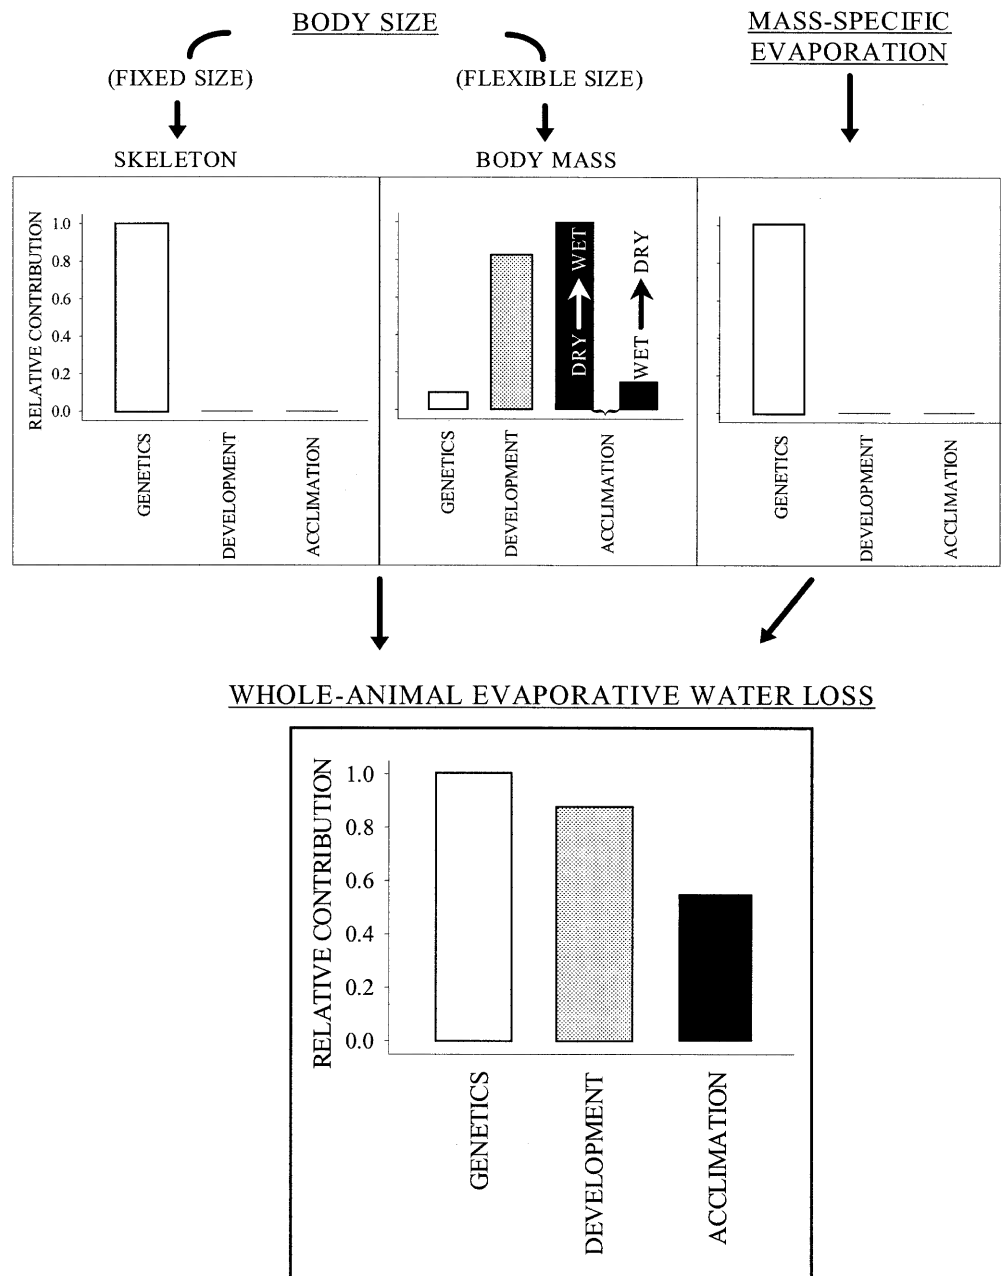 BODY SIZE
MASS-SPECIFIC
EVAPORATION
(FIXED SIZE)
(FLEXIBLE SIZE)
SKELETON
BODY MASS
RELATIVE CONTRIBUTION
1.0
0.8
0.6
0.4
0.2
0.0
GENETICS
DEVELOPMENT
ACCLIMATION
DRY
WET
WET
DRY
GENETICS
DEVELOPMENT
ACCLIMATION
GENETICS
DEVELOPMENT
ACCLIMATION
WHOLE-ANIMAL EVAPORATIVE WATER LOSS
RELATIVE CONTRIBUTION
1.0
0.8
0.6
0.4
0.2
0.0
GENETICS
DEVELOPMENT
ACCLIMATION